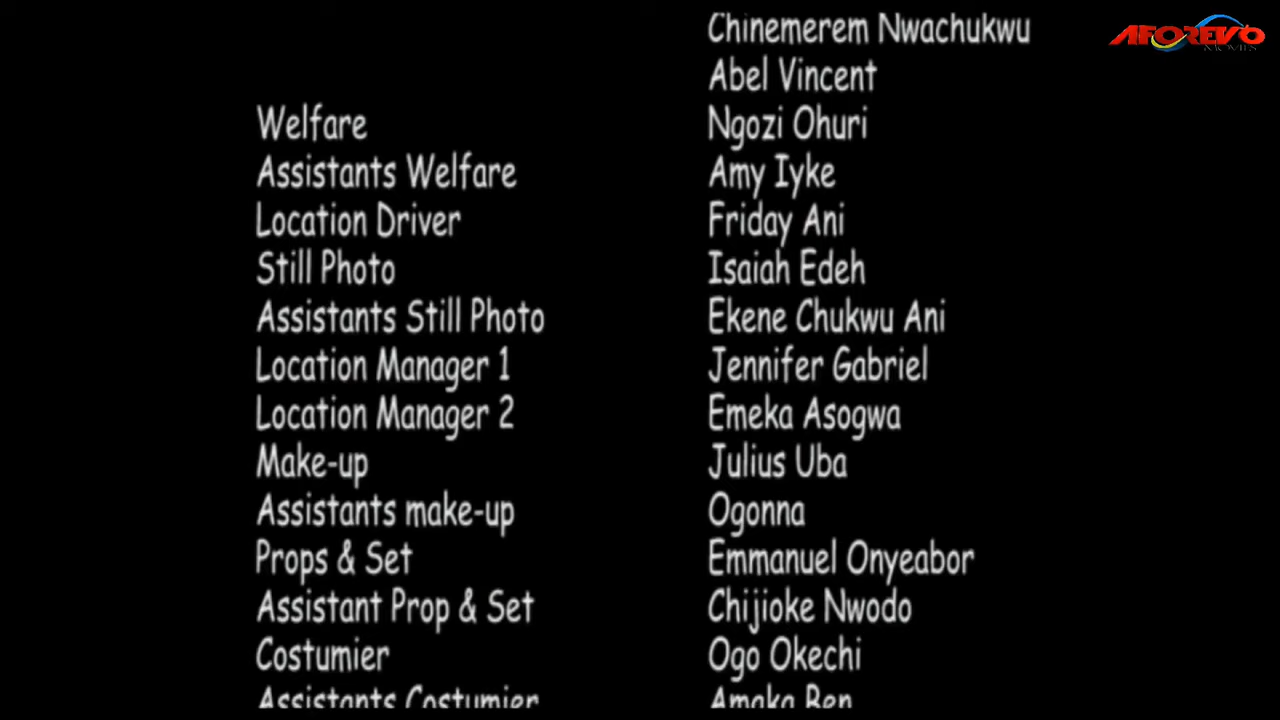 Chinemerem Nwachukwu
AFOREVO
MOVIES
Abel Vincent
Welfare Ngozi Ohuri
Assistants Welfare Amy Iyke
Location Driver Friday Ani
Still Photo Isaiah Edeh
Assistants Still Photo Ekene Chukwu Ani
Location Manager 1 Jennifer Gabriel
Location Manager 2 Emeka Asogwa
Make-up Julius Uba
Assistants make-up Ogonna
Props & Set Emmanuel Onyeabor
Assistant Prop & Set Chijioke Nwodo
Costumier Ogo Okechi
Assistants Costumier Amaka Ben